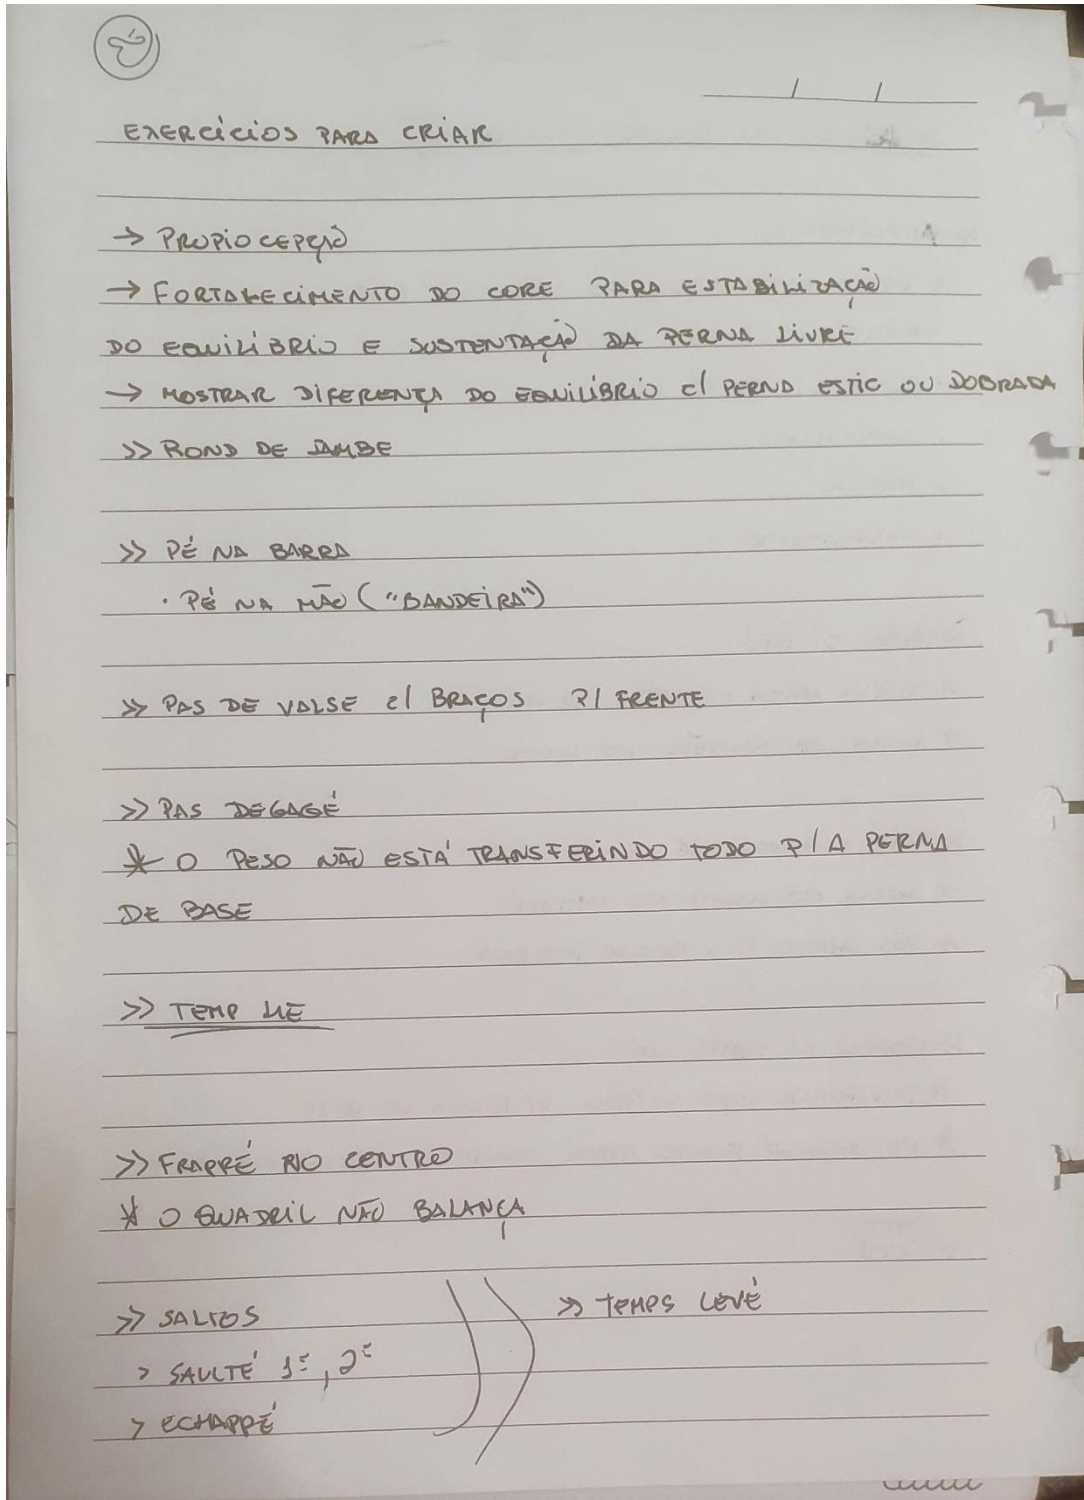 EXERCÍCIOS PARA CRIAR
→ PROPIOCEPÇÃO
→ FORTALECIMENTO DO CORE PARA ESTABILIZAÇÃO
DO EQUILÍBRIO E SUSTENTAÇÃO DA PERNA LIVRE
→ MOSTRAR DIFERENÇA DO EQUILÍBRIO C/ PERNA ESTIC OU DOBRADA
>> ROND DE JAMBE
>> PÉ NA BARRA
· PÉ NA MÃO ("BANDEIRA")
>> PAS DE VALSE C/ BRAÇOS P/ FRENTE
>> PAS DEGAGÉ
* O PESO NÃO ESTÁ TRANSFERINDO TODO P/ A PERNA
DE BASE
>> TEMP LIE
>> FRAPPÉ NO CENTRO
* O QUADRIL NÃO BALANÇA
>> SALTOS
> SAULTÉ 1ª, 2ª
> ECHAPPÉ
>> TEMPS LEVÉ